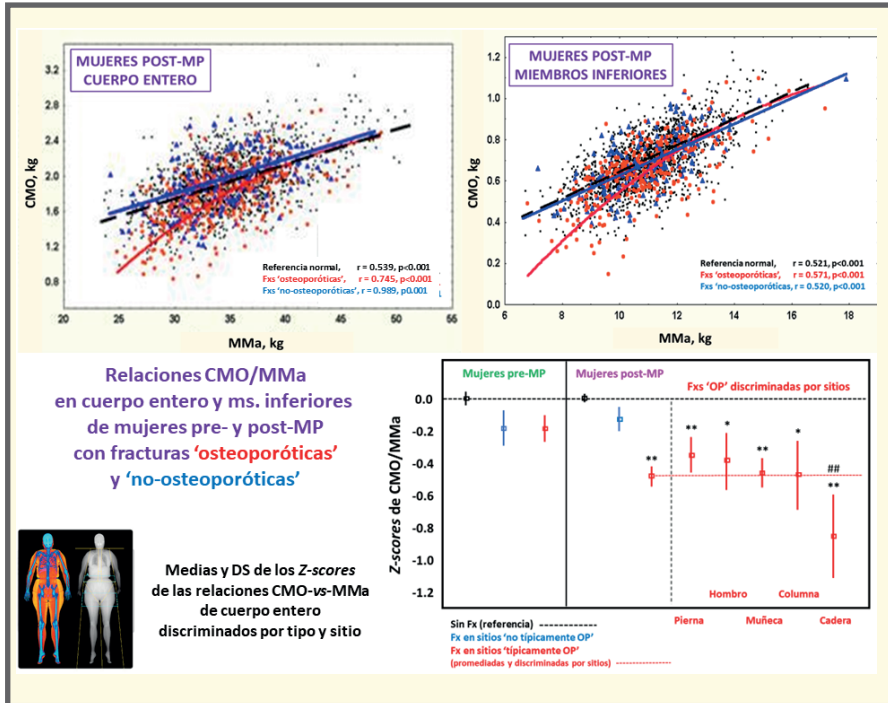 MUJERES POST-MP
CUERPO ENTERO
CMO, kg
3.2
2.8
2.4
2.0
1.6
1.2
0.8
Referencia normal, r = 0.539, p<0.001
Fxs 'osteoporóticas', r = 0.745, p<0.001
Fxs 'no-osteoporóticas', r = 0.989, p0.001
20 25 30 35 40 45 50 55
MMa, kg
MUJERES POST-MP
MIEMBROS INFERIORES
CMO, kg
1.2
1.0
0.8
0.6
0.4
0.2
0.0
Referencia normal, r = 0.521, p<0.001
Fxs 'osteoporóticas', r = 0.571, p<0.001
Fxs 'no-osteoporóticas, r = 0.520, p<0.001
6 8 10 12 14 16 18
MMa, kg
Relaciones CMO/MMa
en cuerpo entero y ms. inferiores
de mujeres pre- y post-MP
con fracturas 'osteoporóticas'
y 'no-osteoporóticas'
Medias y DS de los Z-scores
de las relaciones CMO-vs-MMa
de cuerpo entero
discriminados por tipo y sitio
Mujeres pre-MP
Mujeres post-MP
Fxs 'OP' discriminadas por sitios
Z-scores de CMO/MMa
0.0
-0.2
-0.4
-0.6
-0.8
-1.0
-1.2
**
**
*
**
*
##
**
Hombro Columna
Pierna Muñeca Cadera
Sin Fx (referencia)
Fx en sitios 'no típicamente OP'
Fx en sitios 'típicamente OP'
(promediadas y discriminadas por sitios)